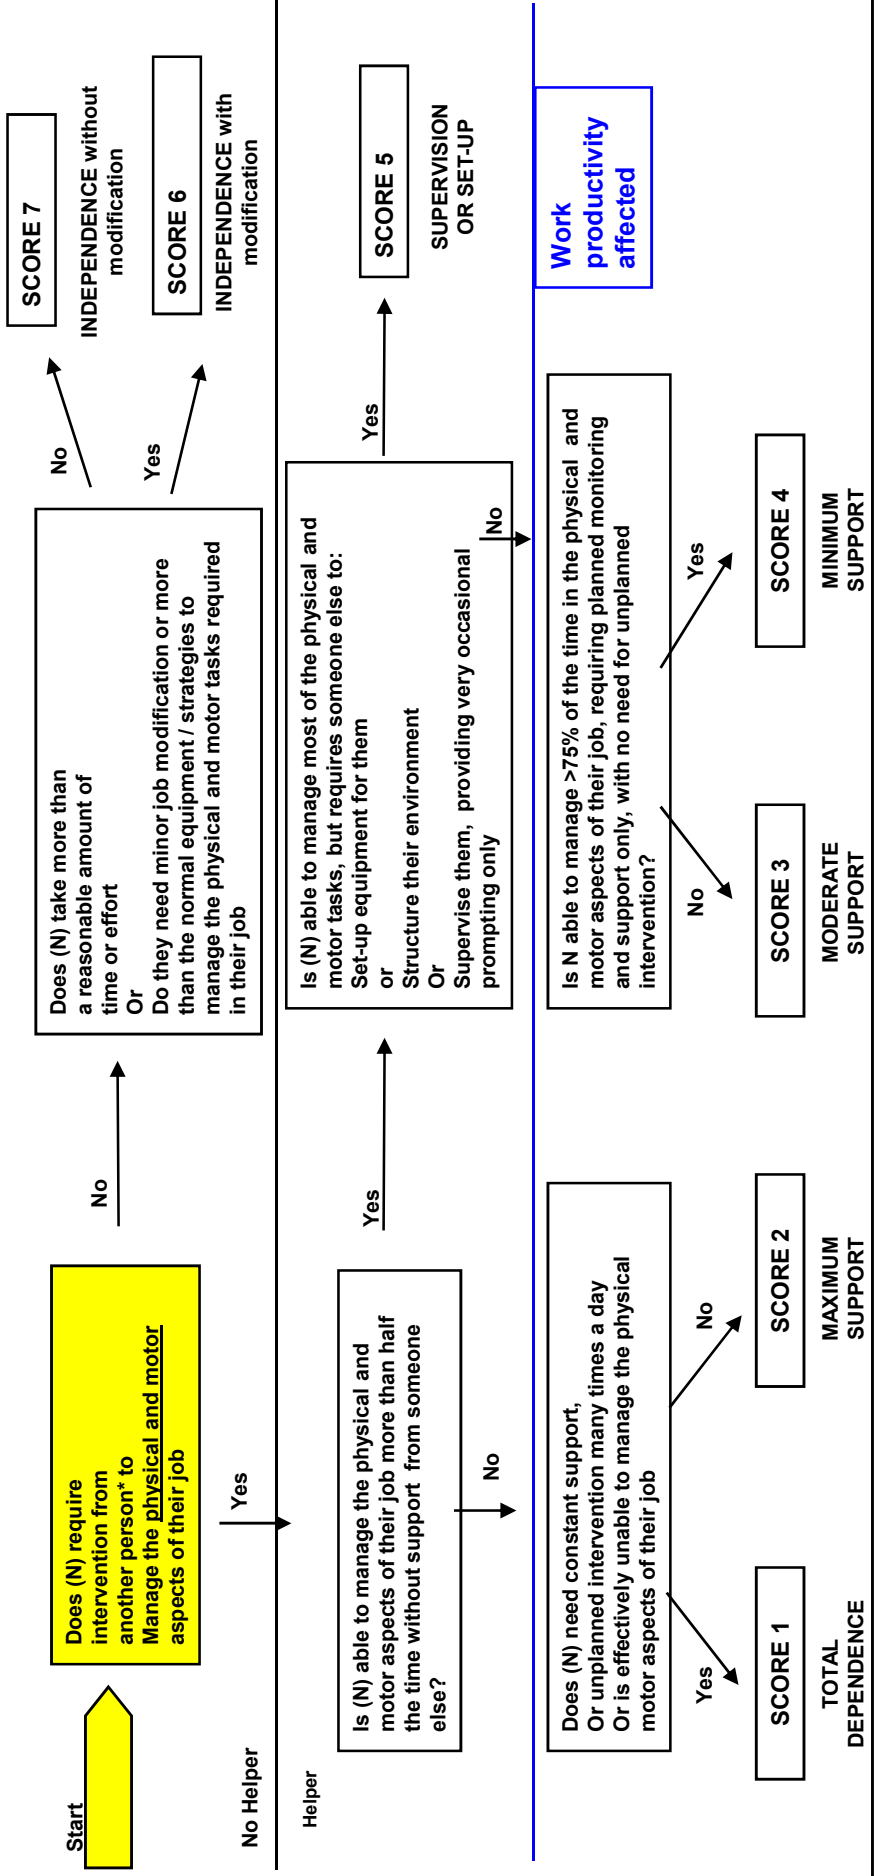 Start
Does (N) require
intervention from
another person* to
Manage the physical and motor
aspects of their job
No
Does (N) take more than
a reasonable amount of
time or effort
Or
Do they need minor job modification or more
than the normal equipment / strategies to
manage the physical and motor tasks required
in their job
No
SCORE 7
INDEPENDENCE without
modification
Yes
SCORE 6
INDEPENDENCE with
modification
Yes
No Helper
Helper
Is (N) able to manage the physical and
motor aspects of their job more than half
the time without support from someone
else?
Yes
Is (N) able to manage most of the physical and
motor tasks, but requires someone else to:
Set-up equipment for them
or
Structure their environment
Or
Supervise them, providing very occasional
prompting only
Yes
SCORE 5
SUPERVISION
OR SET-UP
No
No
Work
productivity
affected
Does (N) need constant support,
Or unplanned intervention many times a day
Or is effectively unable to manage the physical
motor aspects of their job
Yes
No
SCORE 1
TOTAL
DEPENDENCE
SCORE 2
MAXIMUM
SUPPORT
Is N able to manage >75% of the time in the physical and
motor aspects of their job, requiring planned monitoring
and support only, with no need for unplanned
intervention?
No
Yes
SCORE 3
MODERATE
SUPPORT
SCORE 4
MINIMUM
SUPPORT